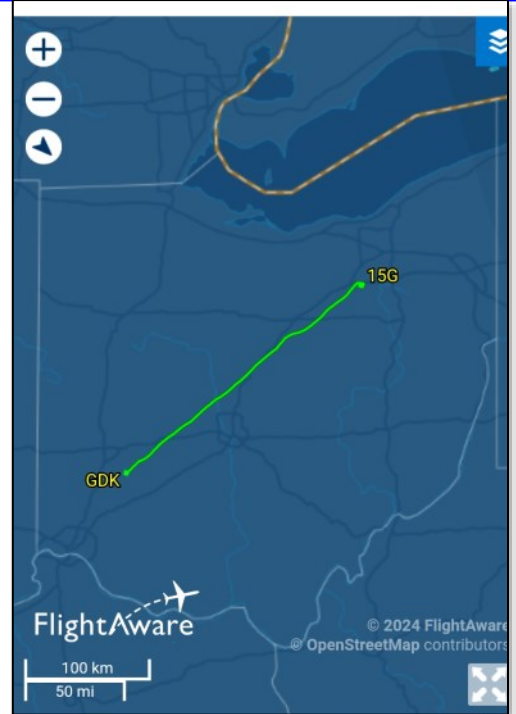 15G
GDK
FlightAware
© 2024 FlightAware
© OpenStreetMap contributors
100 km
50 mi